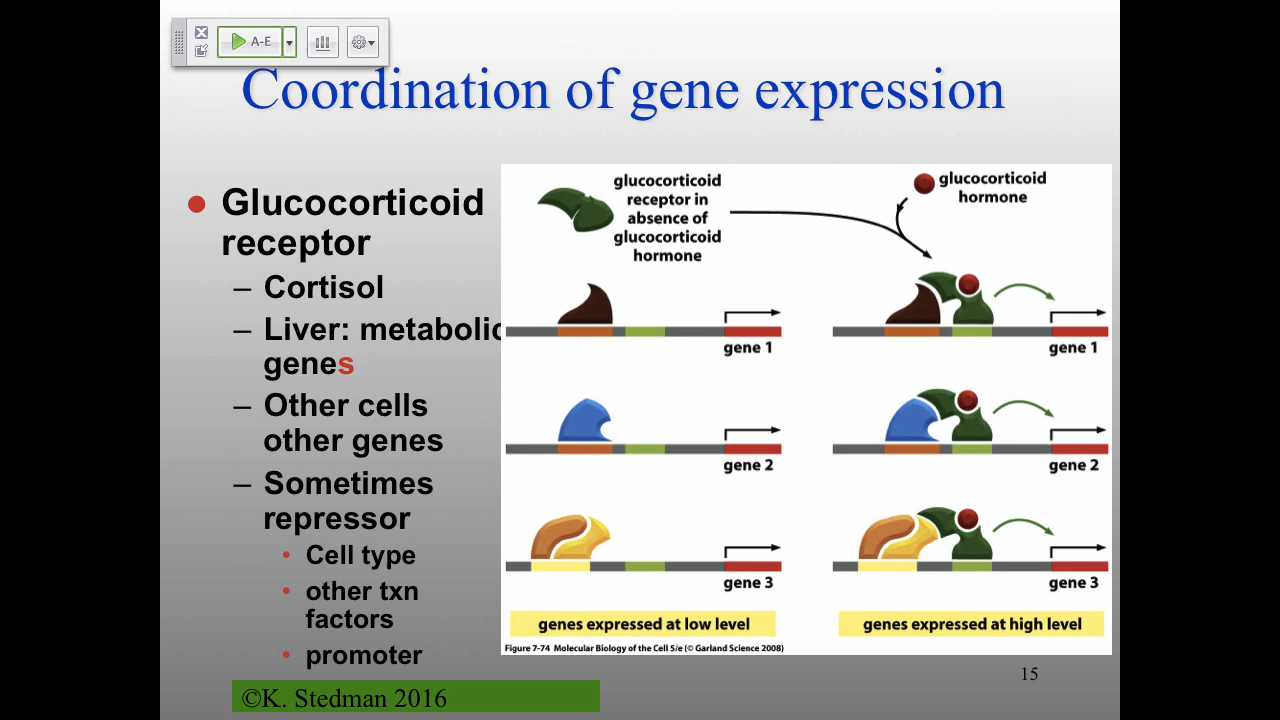 A-E
Coordination of gene expression
Glucocorticoid
receptor
– Cortisol
– Liver: metabolic
genes
– Other cells
other genes
– Sometimes
repressor
• Cell type
• other txn
factors
• promoter
©K. Stedman 2016
glucocorticoid
receptor in
absence of
glucocorticoid
hormone
glucocorticoid
hormone
gene 1
gene 1
gene 2
gene 2
gene 3
gene 3
genes expressed at low level
genes expressed at high level
Figure 7-74 Molecular Biology of the Cell 5/e (© Garland Science 2008)
15